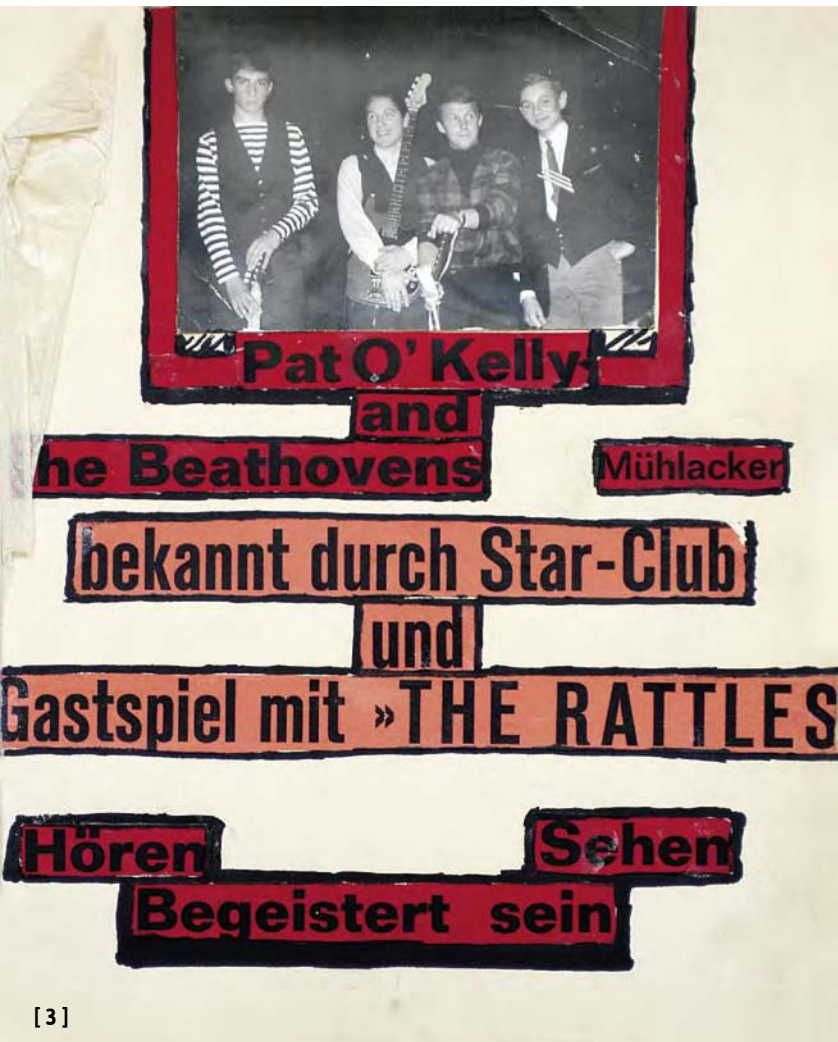 Pat O' Kelly
and
he Beathovens
Mühlacker
bekannt durch Star-Club
und
Gastspiel mit »THE RATTLES
Hören Sehen
Begeistert sein
[3]